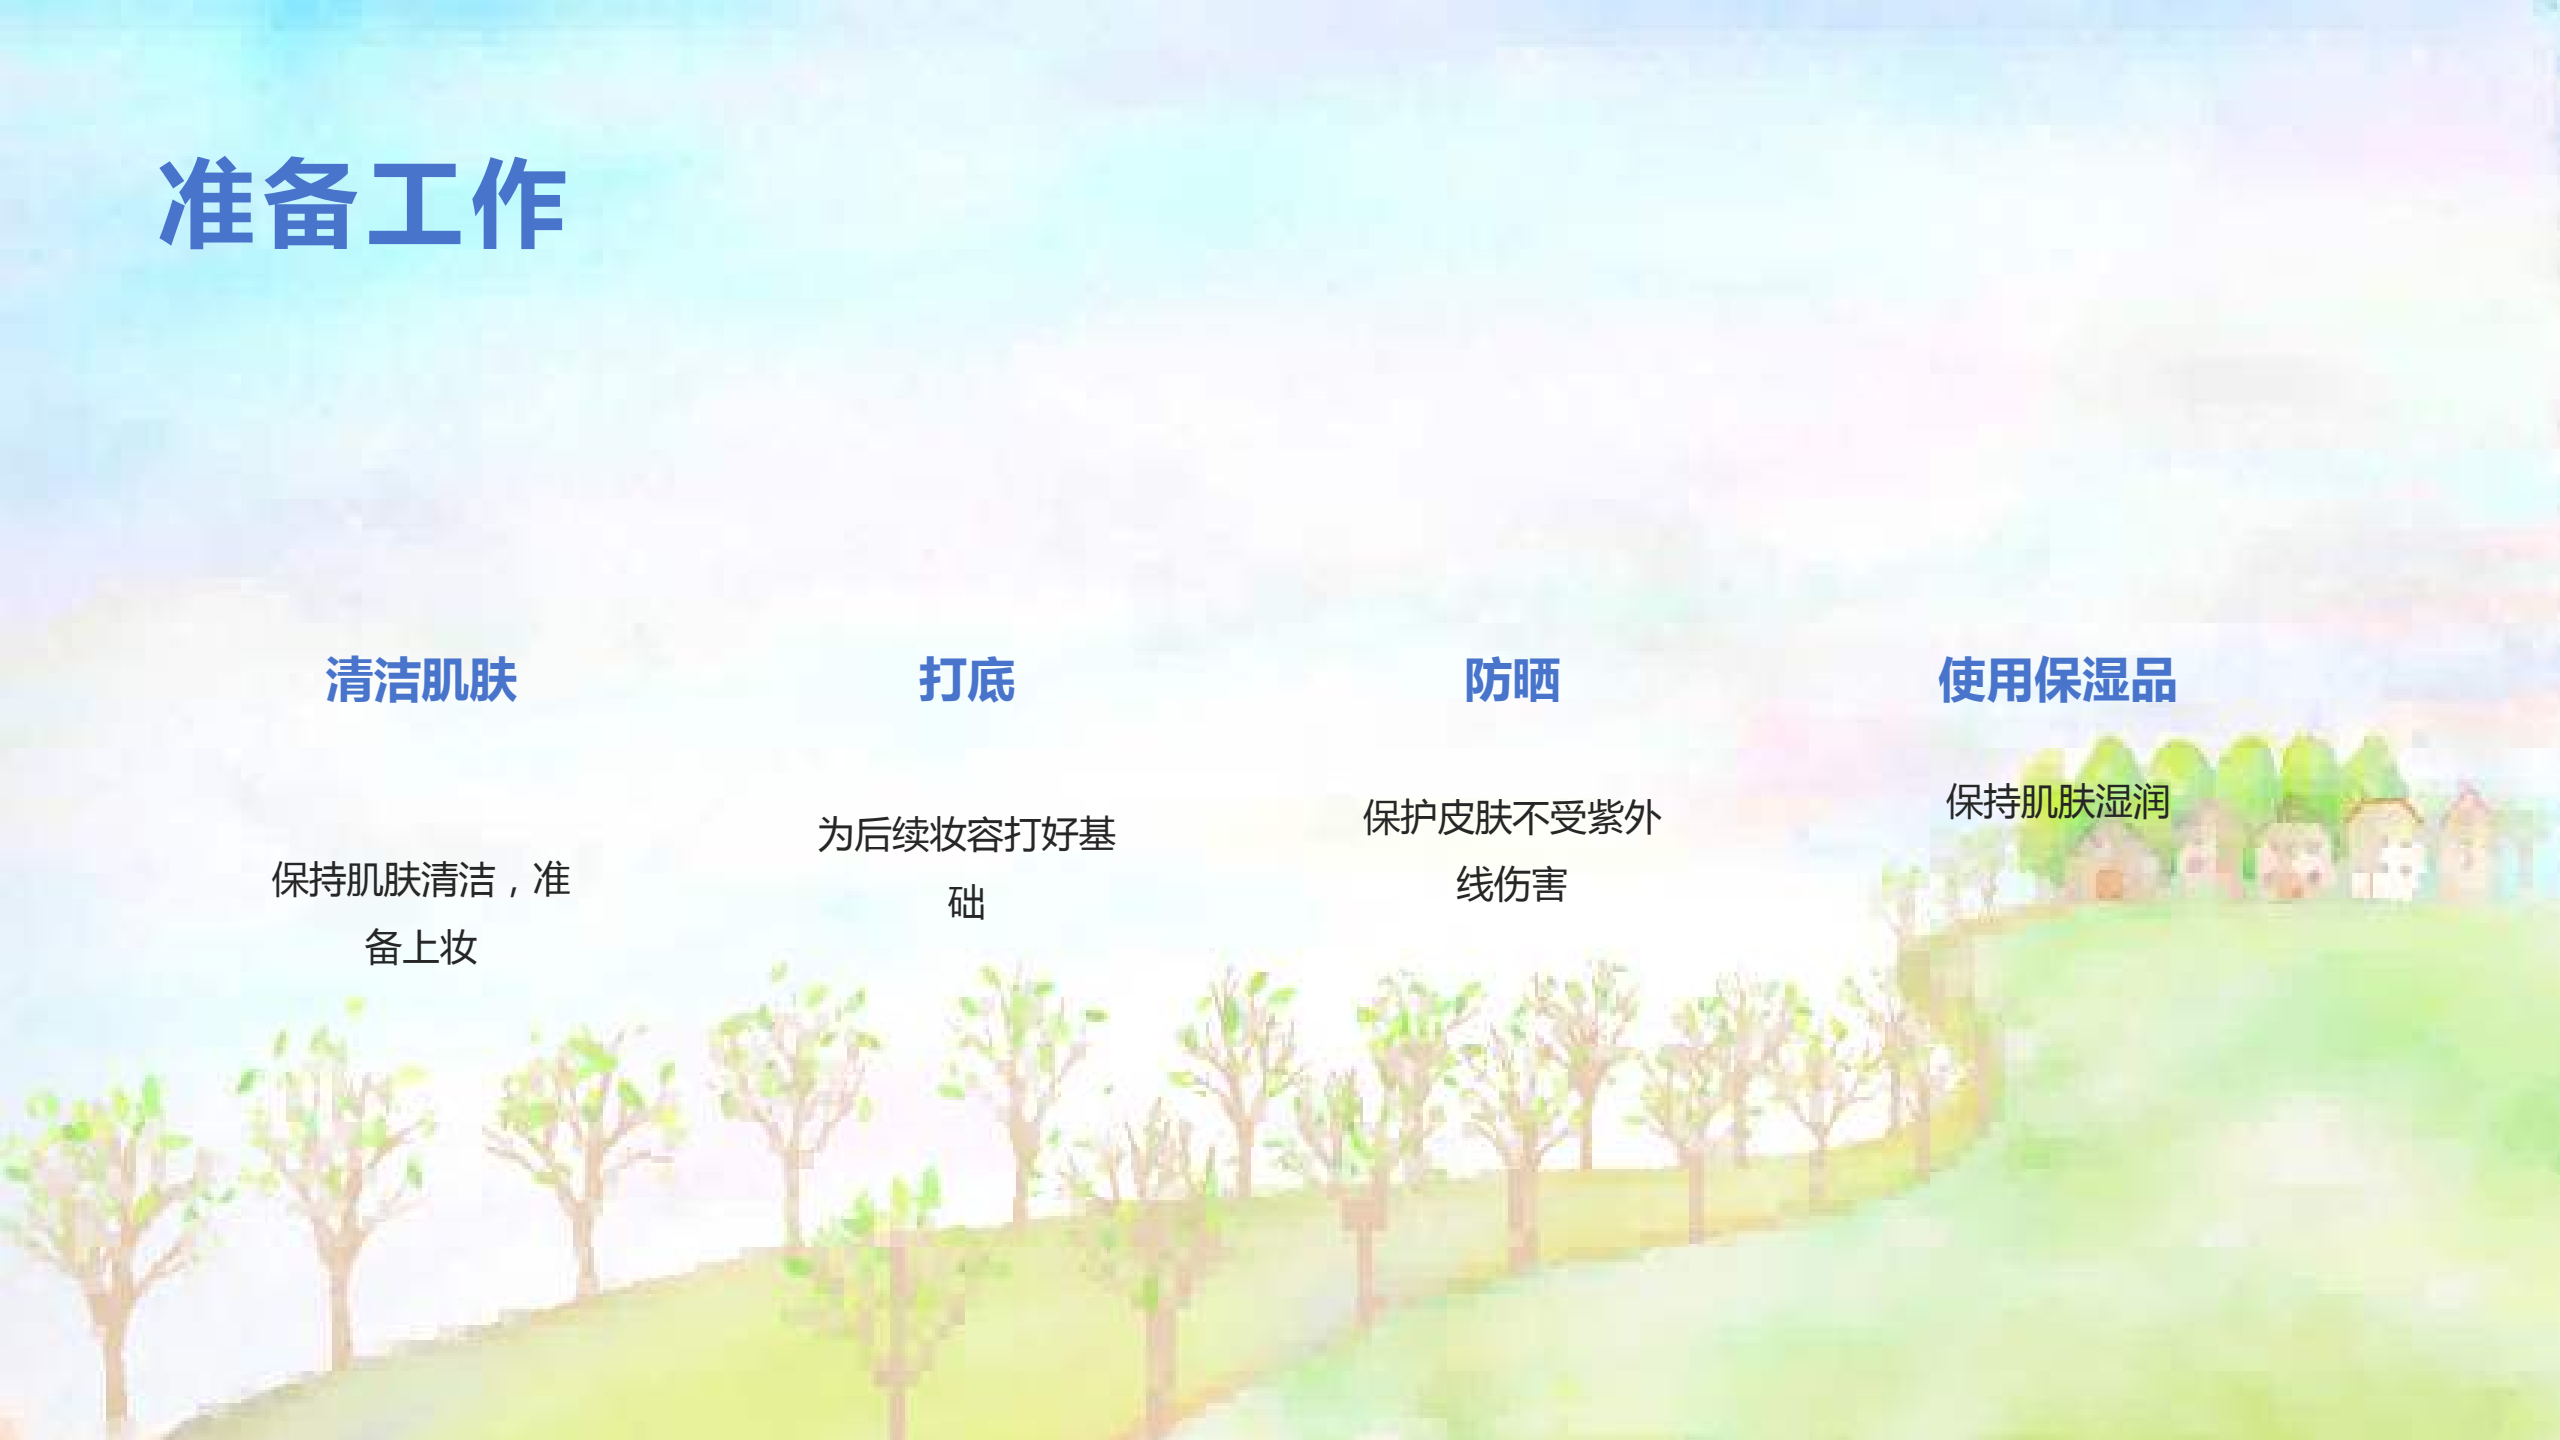 准备工作
清洁肌肤
保持肌肤清洁，准
备上妆
打底
为后续妆容打好基
础
防晒
保护皮肤不受紫外
线伤害
使用保湿品
保持肌肤湿润